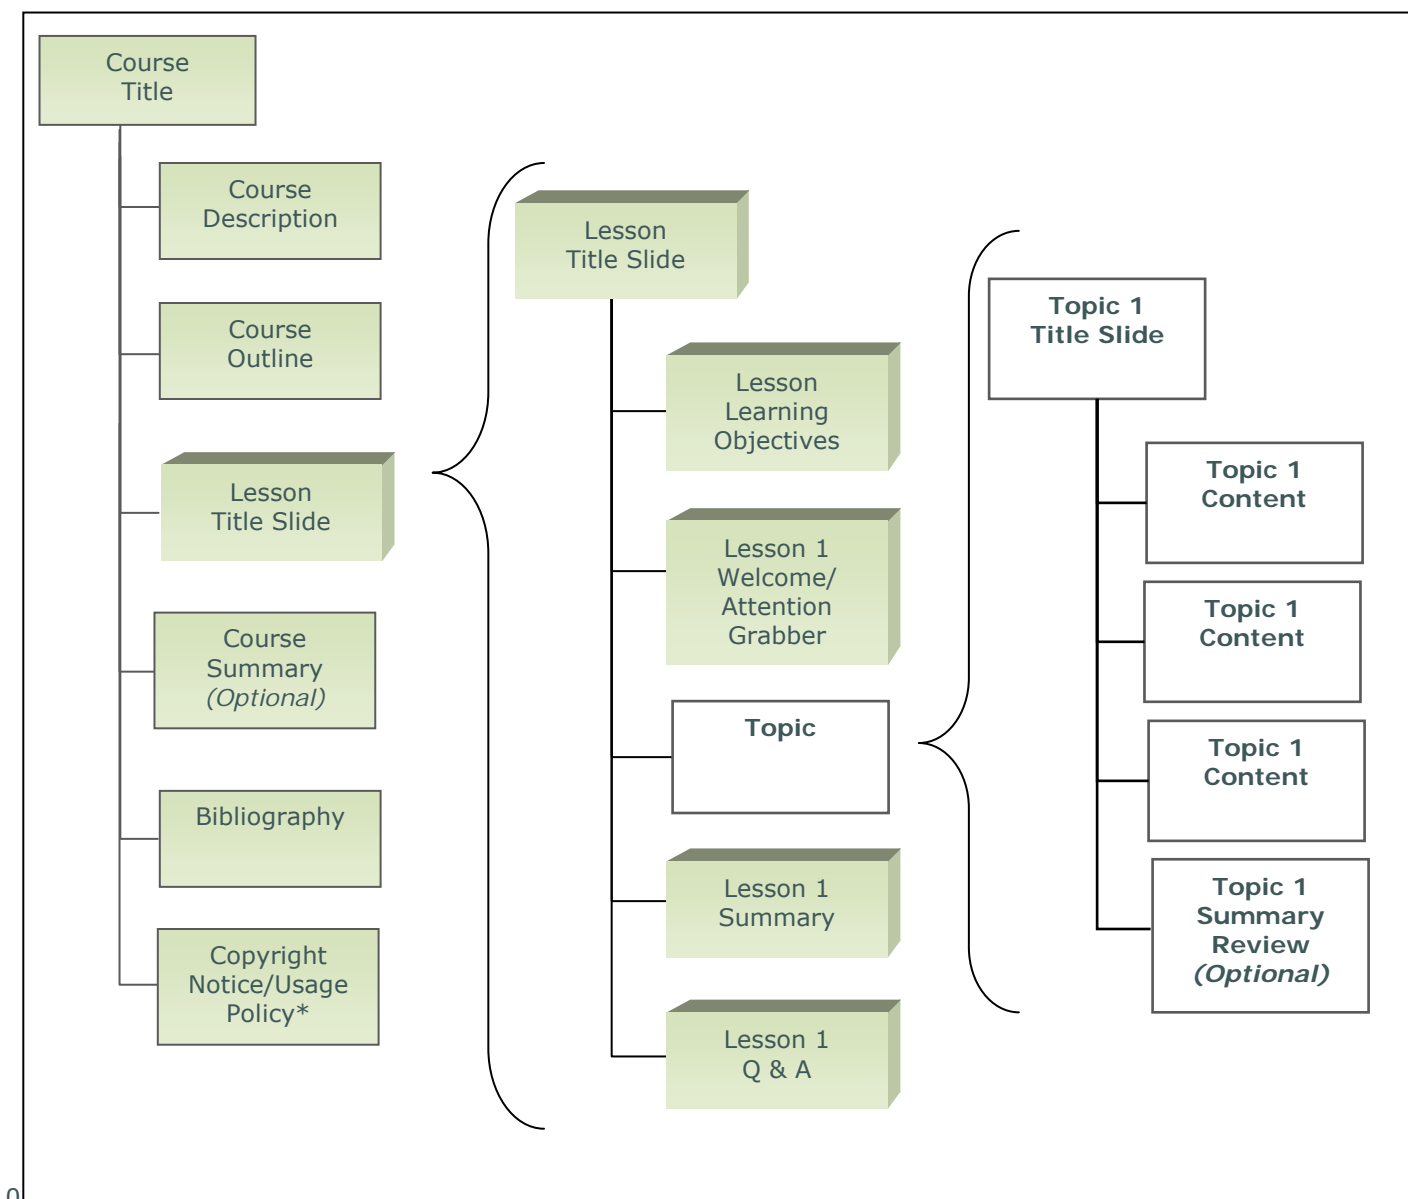 Course
Title
Course
Description
Course
Outline
Lesson
Title Slide
Course
Summary
(Optional)
Bibliography
Copyright
Notice/Usage
Policy*
Lesson
Title Slide
Lesson
Learning
Objectives
Lesson 1
Welcome/
Attention
Grabber
Topic
Lesson 1
Summary
Lesson 1
Q & A
Topic 1
Title Slide
Topic 1
Content
Topic 1
Content
Topic 1
Content
Topic 1
Summary
Review
(Optional)
0